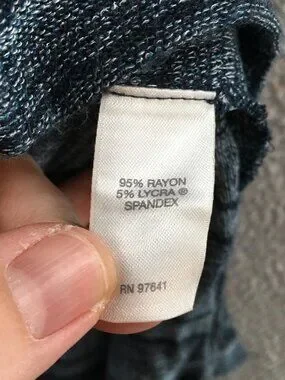 95% RAYON
5% LYCRA ®
SPANDEX
RN 97641